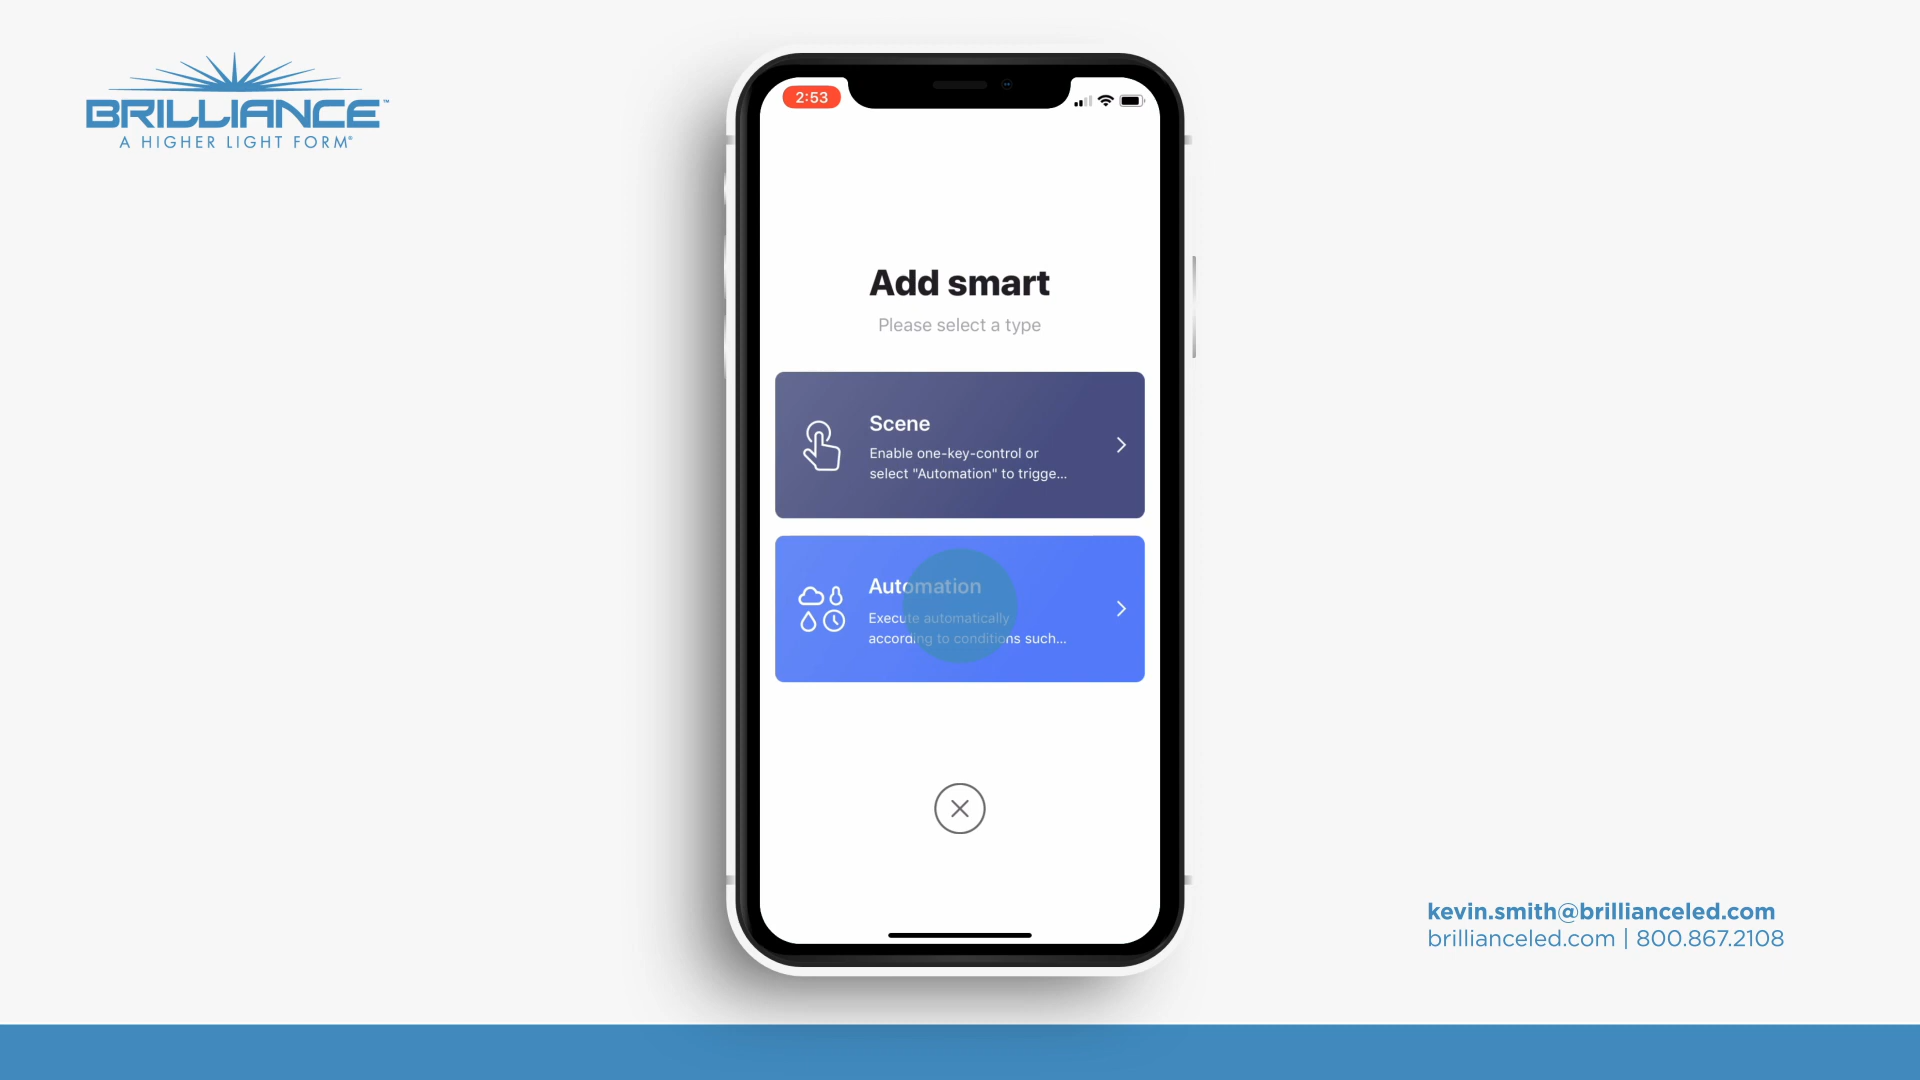 BRILLIANCE™
A HIGHER LIGHT FORM®
2:53
Add smart
Please select a type
Scene
Enable one-key-control or
select "Automation" to trigge...
Automation
Execute automatically
according to conditions such...
kevin.smith@brillianceled.com
brillianceled.com | 800.867.2108